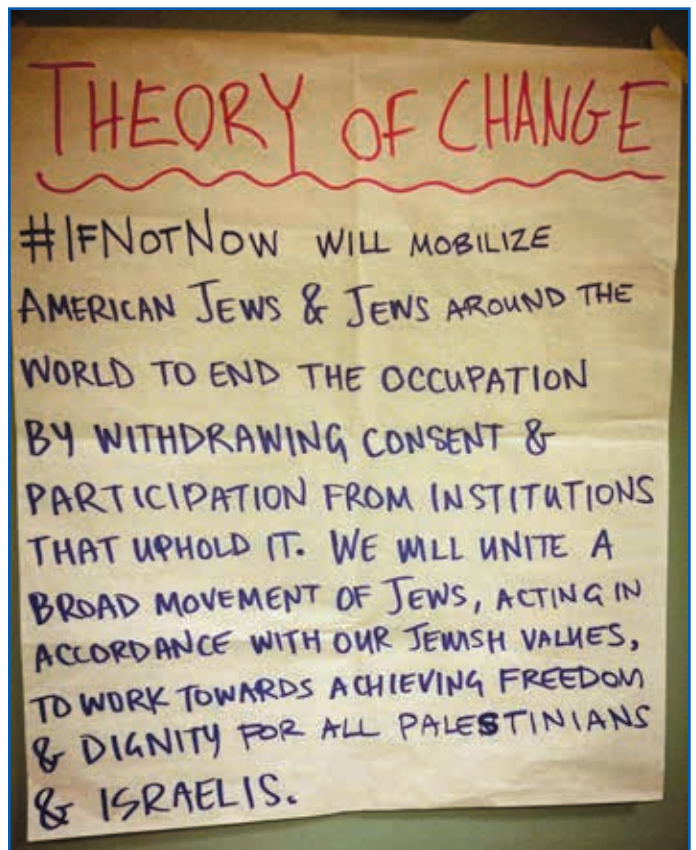 THEORY OF CHANGE
#IFNOTNOW WILL MOBILIZE
AMERICAN JEWS & JEWS AROUND THE
WORLD TO END THE OCCUPATION
BY WITHDRAWING CONSENT &
PARTICIPATION FROM INSTITUTIONS
THAT UPHOLD IT. WE WILL UNITE A
BROAD MOVEMENT OF JEWS, ACTING IN
ACCORDANCE WITH OUR JEWISH VALUES,
TO WORK TOWARDS ACHIEVING FREEDOM
& DIGNITY FOR ALL PALESTINIANS
& ISRAELIS.